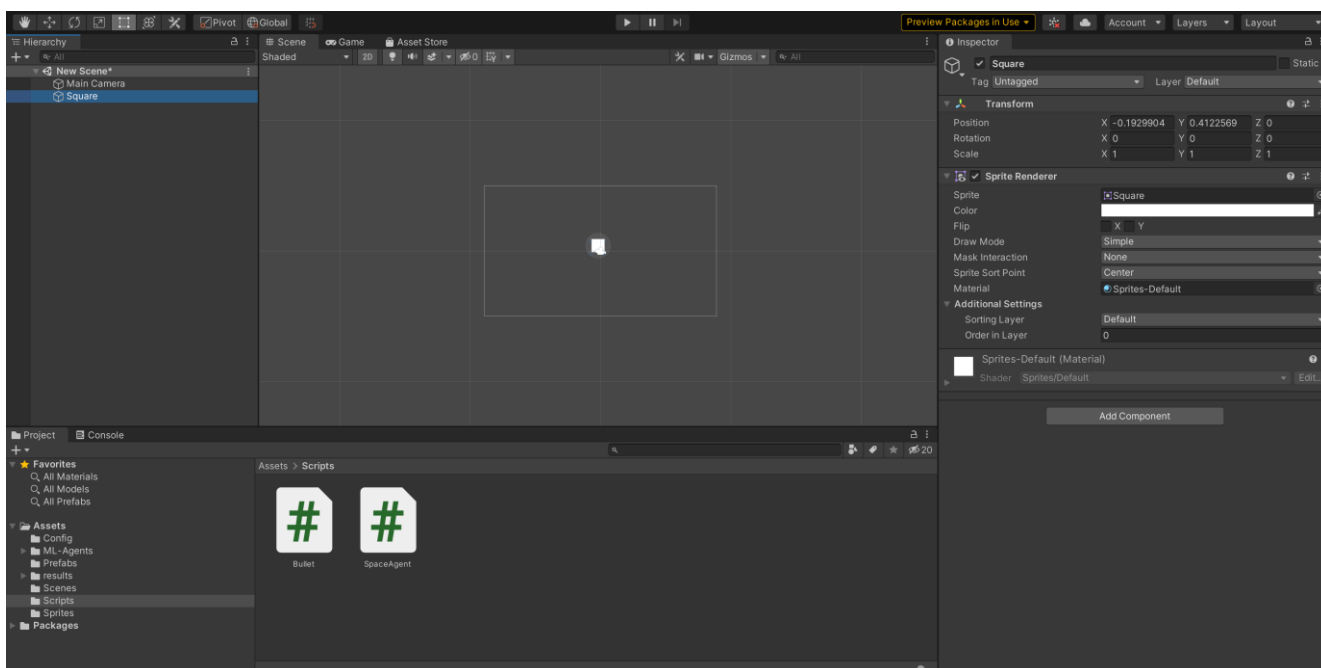 Pivot Global Preview Packages in Use Account Layers Layout
Hierarchy Scene Game Asset Store Inspector
All Shaded 2D 0 Gizmos All Square Static
New Scene* Tag Untagged Layer Default
Main Camera
Square
Transform
Position X -0.1929904 Y 0.4122569 Z 0
Rotation X 0 Y 0 Z 0
Scale X 1 Y 1 Z 1
Sprite Renderer
Sprite Square
Color
Flip X Y
Draw Mode Simple
Mask Interaction None
Sprite Sort Point Center
Material Sprites-Default
Additional Settings
Sorting Layer Default
Order in Layer 0
Sprites-Default (Material)
Shader Sprites/Default Edit...
Add Component
Project Console
20
Favorites
All Materials
All Models
All Prefabs
Assets
Config
ML-Agents
Prefabs
results
Scenes
Scripts
Sprites
Packages
Assets > Scripts
# #
Bullet SpaceAgent